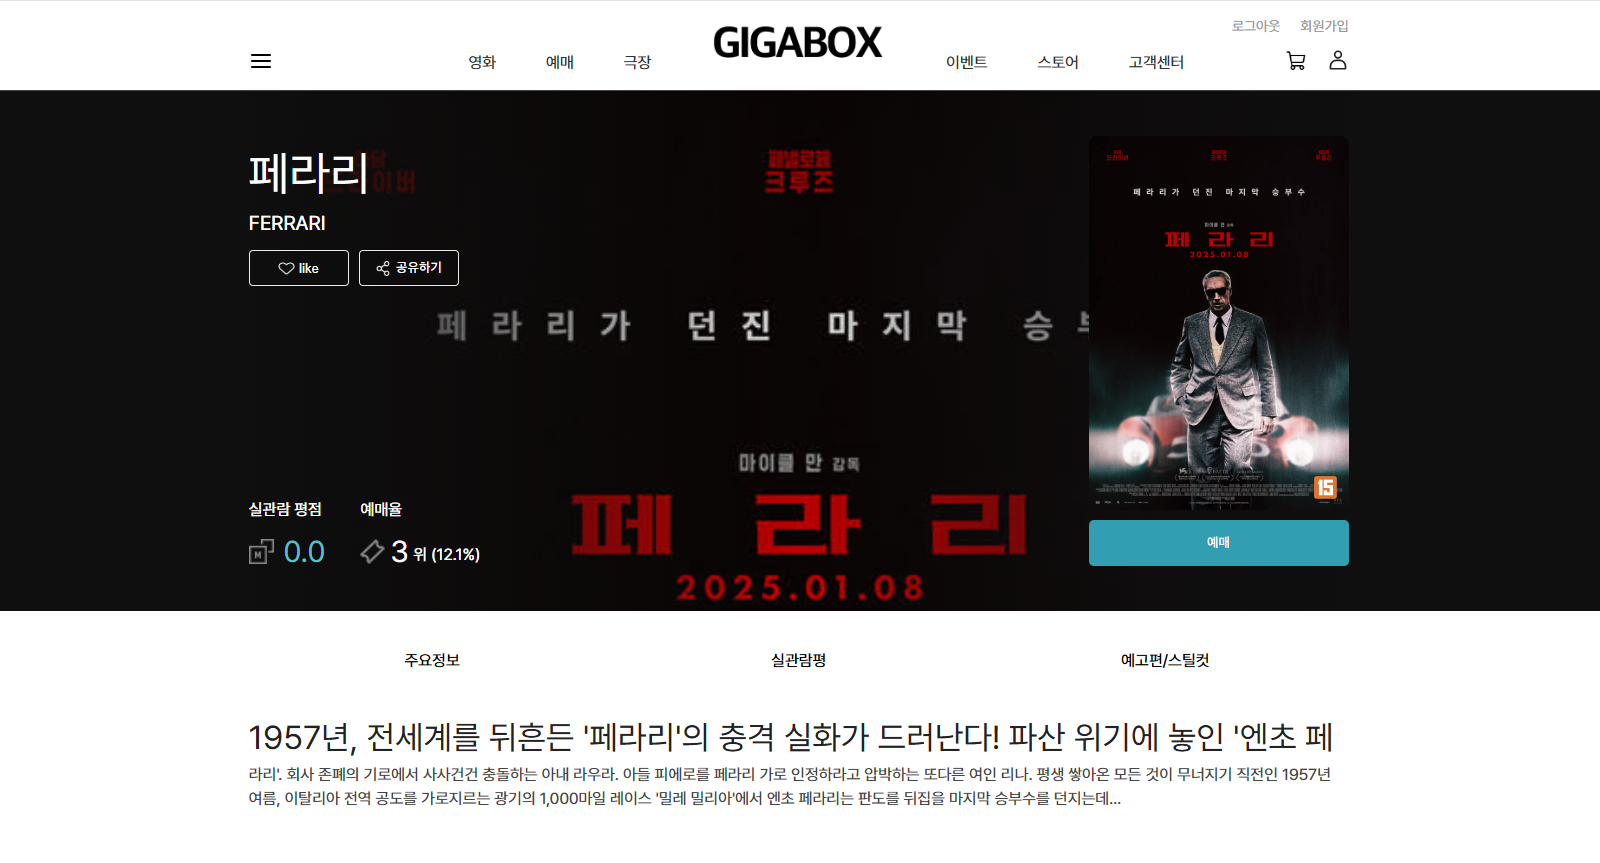 로그아웃 회원가입
영화 예매 극장 GIGABOX 이벤트 스토어 고객센터
페라리
FERRARI
like 공유하기
페널로페
크루즈
페라리가 던진 마지막 승
마이클 만 감독
페라리
2025.01.08
실관람 평점 예매율
0.0 3 위 (12.1%)
페라리가 던진 마지막 승부수
마이클 만 감독
페라리
2025.01.08
15
예매
주요정보 실관람평 예고편/스틸컷
1957년, 전세계를 뒤흔든 '페라리'의 충격 실화가 드러난다! 파산 위기에 놓인 '엔초 페
라리'. 회사 존폐의 기로에서 사사건건 충돌하는 아내 라우라. 아들 피에로를 페라리 가로 인정하라고 압박하는 또다른 여인 리나. 평생 쌓아온 모든 것이 무너지기 직전인 1957년
여름, 이탈리아 전역 공도를 가로지르는 광기의 1,000마일 레이스 '밀레 밀리아'에서 엔초 페라리는 판도를 뒤집을 마지막 승부수를 던지는데...